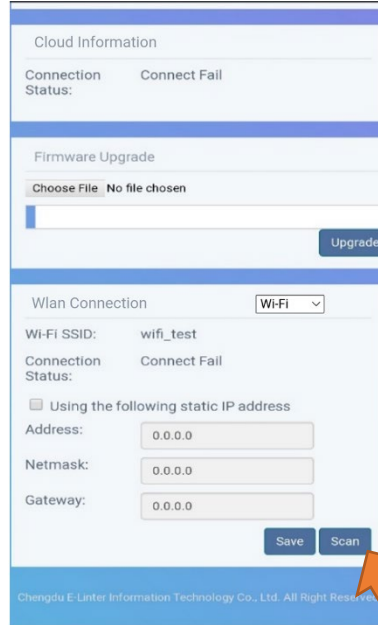 Cloud Information
Connection Status:
Connect Fail
Firmware Upgrade
Choose File No file chosen
Upgrade
Wlan Connection
Wi-Fi
Wi-Fi SSID: wifi_test
Connection Status:
Connect Fail
Using the following static IP address
Address: 0.0.0.0
Netmask: 0.0.0.0
Gateway: 0.0.0.0
Save Scan
Chengdu E-Linter Information Technology Co., Ltd. All Right Reserved